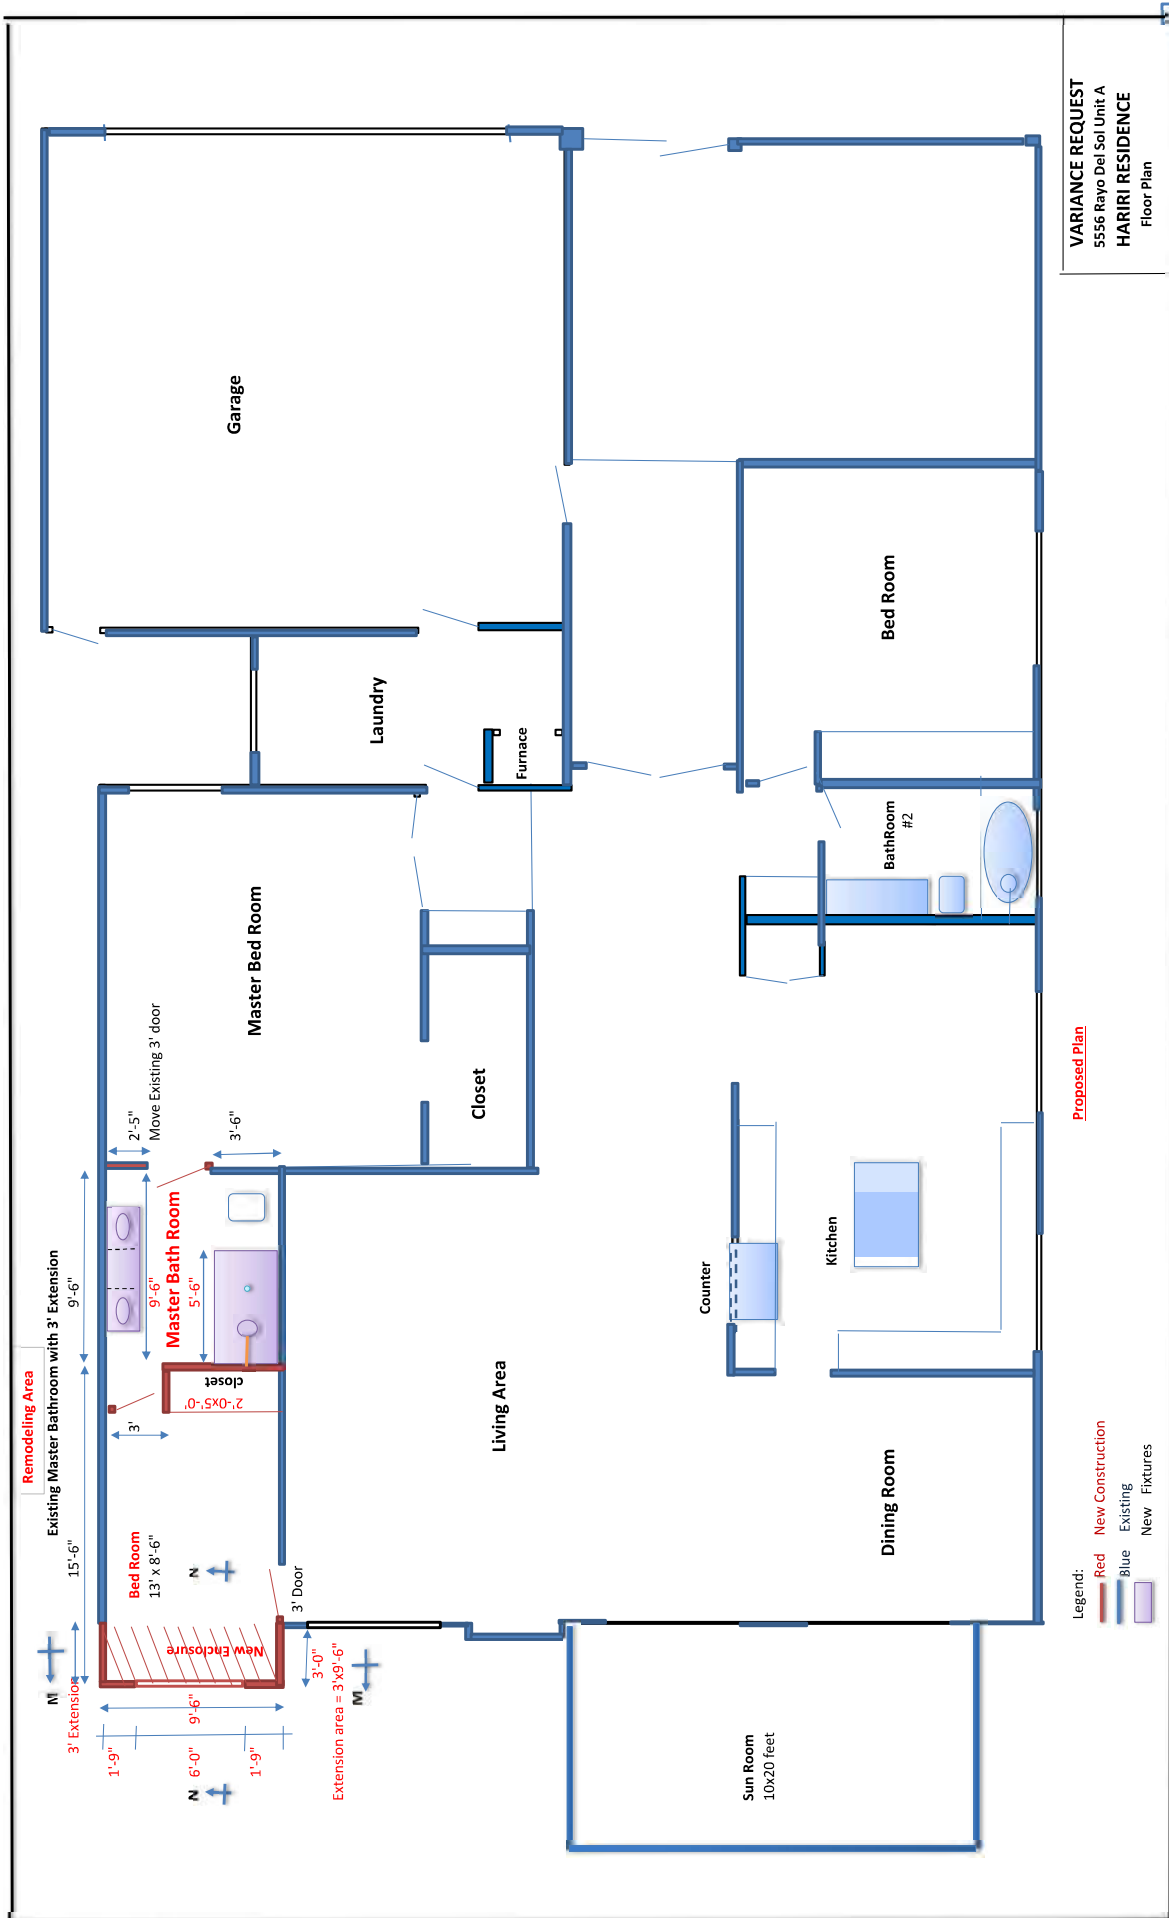 Remodeling Area
Existing Master Bathroom with 3' Extension
15'-6"
9'-6"
3' Extension
1'-9"
6'-0"
1'-9"
9'-6"
N
N
Bed Room
13' x 8'-6"
New Enclosure
3' Door
3'-0"
Extension area = 3'x9'-6"
3'
closet
2'-0x5'-0'
9'-6"
Master Bath Room
5'-6"
2'-5"
Move Existing 3' door
3'-6"
Master Bed Room
Closet
Laundry
Furnace
Garage
Living Area
Counter
Kitchen
BathRoom
#2
Bed Room
Dining Room
Sun Room
10x20 feet
Legend:
Red New Construction
Blue Existing
New Fixtures
Proposed Plan
VARIANCE REQUEST
5556 Rayo Del Sol Unit A
HARIRI RESIDENCE
Floor Plan